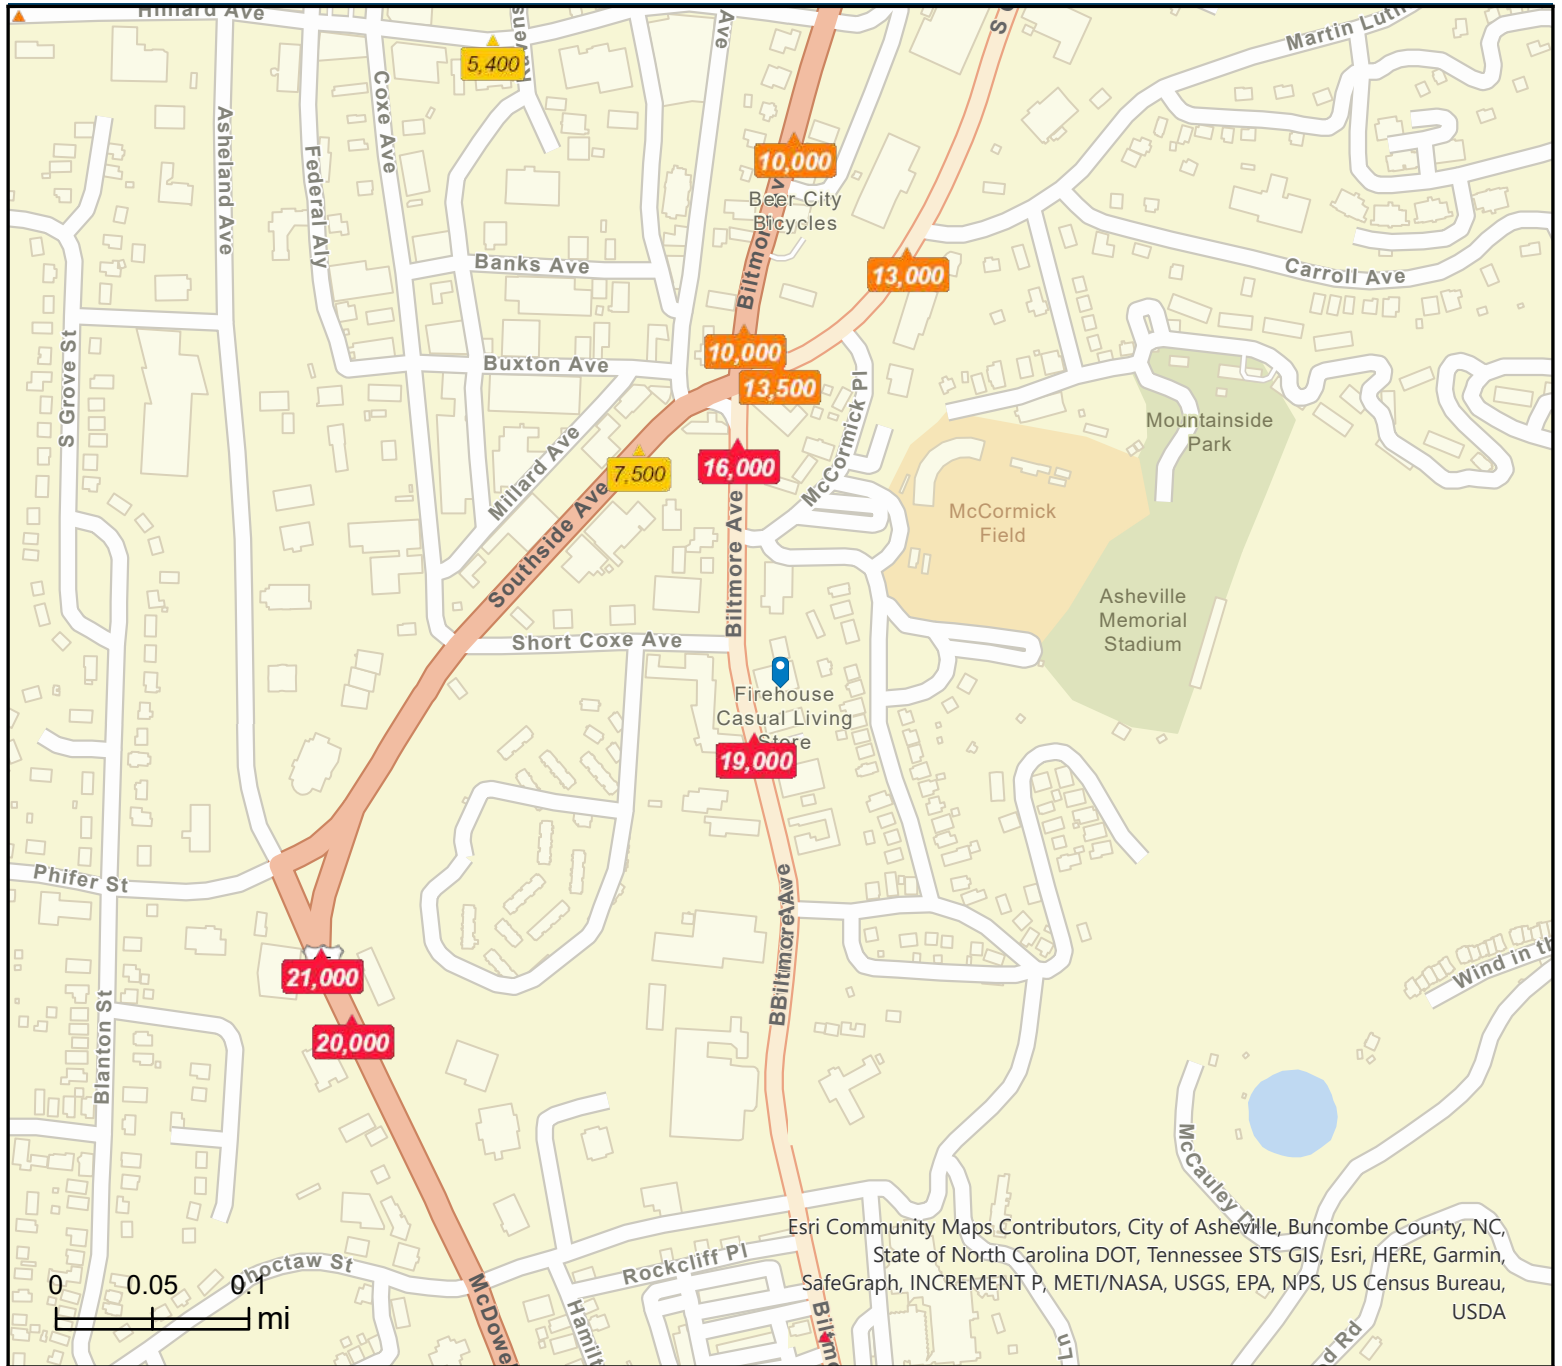 Hilliard Ave
5,400
Ave
S
Martin Luth
Asheland Ave
Federal Aly
Coxe Ave
10,000
Beer City
Bicycles
Biltmor
13,000
Banks Ave
Carroll Ave
S Grove St
Buxton Ave
10,000
13,500
McCormick Pl
Mountainside
Park
Millard Ave
7,500
16,000
McCormick
Field
Southside Ave
Biltmore Ave
Asheville
Memorial
Stadium
Short Coxe Ave
Firehouse
Casual Living
Store
19,000
Phifer St
Biltmore Ave
21,000
20,000
Wind in th
Blanton St
McCauley
Esri Community Maps Contributors, City of Asheville, Buncombe County, NC,
State of North Carolina DOT, Tennessee STS GIS, Esri, HERE, Garmin,
SafeGraph, INCREMENT P, METI/NASA, USGS, EPA, NPS, US Census Bureau,
USDA
Choctaw St
Rockcliff Pl
0 0.05 0.1
mi
McDowe
Hamilt
Biltm
Ln
d Rd